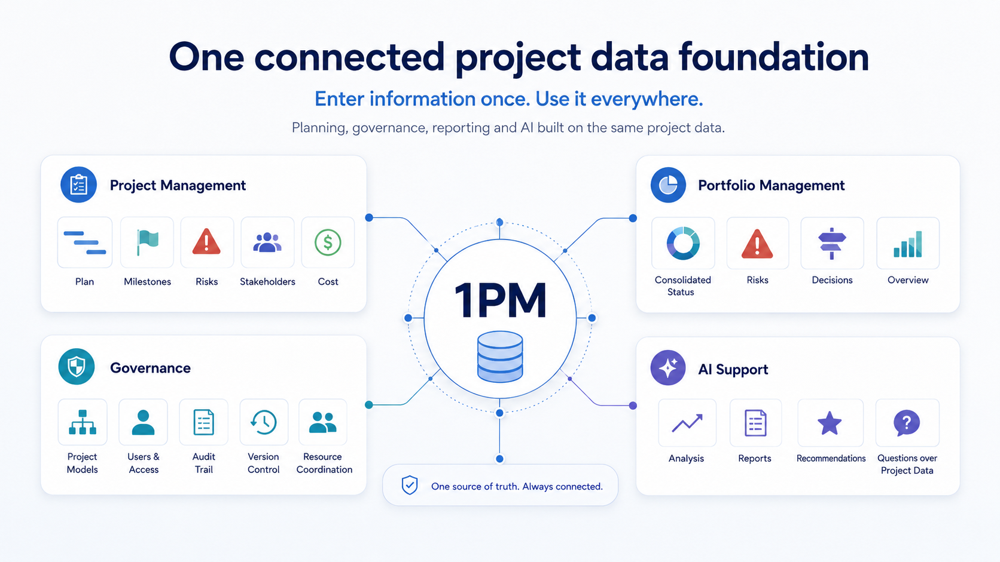 One connected project data foundation
Enter information once. Use it everywhere.
Planning, governance, reporting and AI built on the same project data.
Project Management
Plan
Milestones
Risks
Stakeholders
$
Cost
Portfolio Management
Consolidated
Status
Risks
Decisions
Overview
1PM
Governance
Project
Models
Users &
Access
Audit
Trail
Version
Control
Resource
Coordination
AI Support
Analysis
Reports
Recommendations
?
Questions over
Project Data
One source of truth. Always connected.